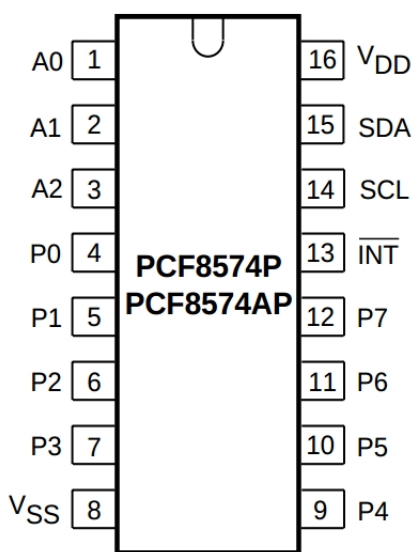 A0 1 16 VDD
A1 2 15 SDA
A2 3 14 SCL
P0 4 13 INT
PCF8574P
PCF8574AP
P1 5 12 P7
P2 6 11 P6
P3 7 10 P5
VSS 8 9 P4